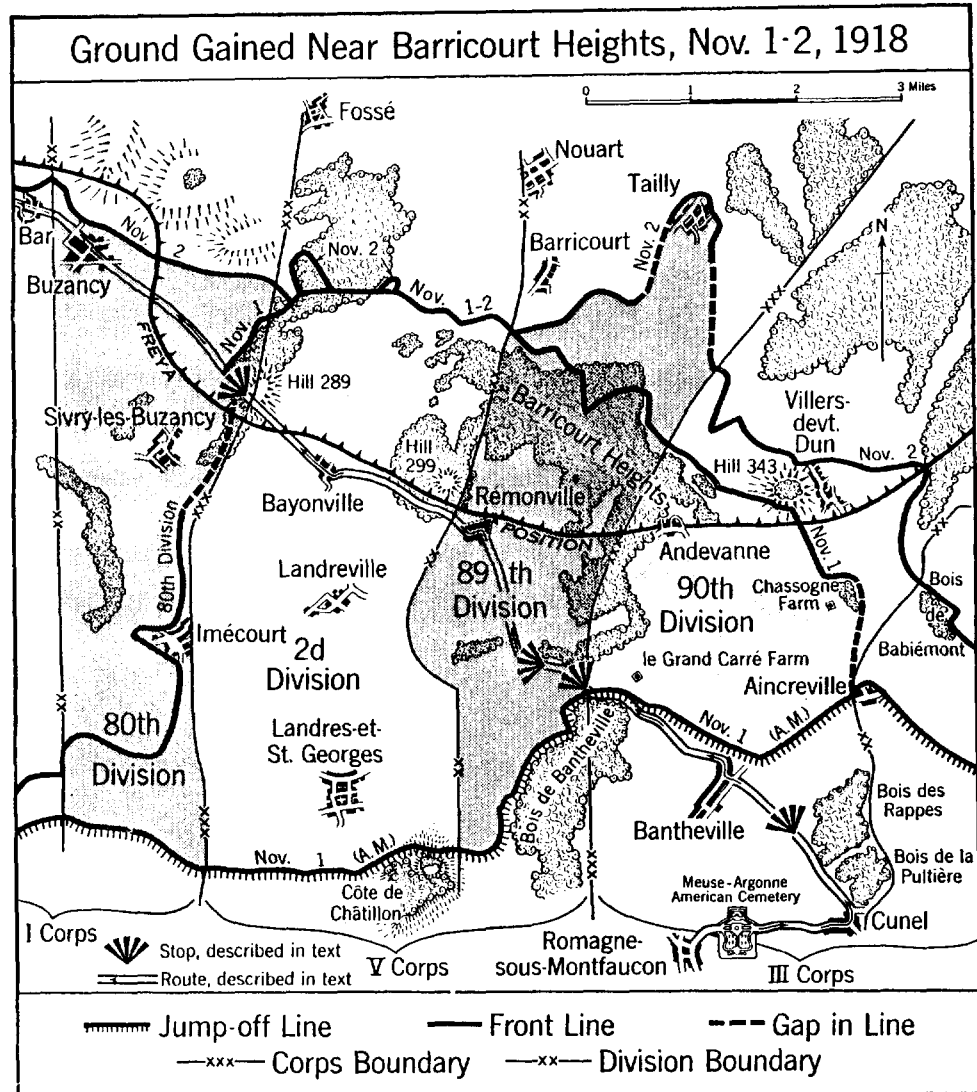 Ground Gained Near Barricourt Heights, Nov. 1-2, 1918
0 1 2 3 Miles
Fossé
Nouart
Tailly
Bar
Nov. 2
Buzancy
Barricourt
Nov. 2
Nov. 2
N
Nov. 1
Nov. 1-2
FREYA
Hill 289
Sivry-les-Buzancy
Barricourt Heights
Villers-
devt.
Dun
Hill
299
Hill 343
Nov. 2
Bayonville
Rémonville
POSITION
Andevanne
80th Division
Landreville
89th
Division
90th
Division
Nov. 1
Chassogne
Farm
Bois
de
Babiémont
Imécourt
2d
Division
le Grand Carré Farm
Aincreville
80th
Division
Landres-et-
St. Georges
Bois de Bantheville
Nov. 1 (A.M.)
Bantheville
Bois des
Rappes
Nov. 1 (A.M.)
Bois de la
Pultière
Côte de
Châtillon
Meuse-Argonne
American Cemetery
Cunel
I Corps
V Corps
Romagne-
sous-Montfaucon
III Corps
Stop, described in text
Route, described in text
Jump-off Line
Front Line
Gap in Line
xxx Corps Boundary
xx Division Boundary